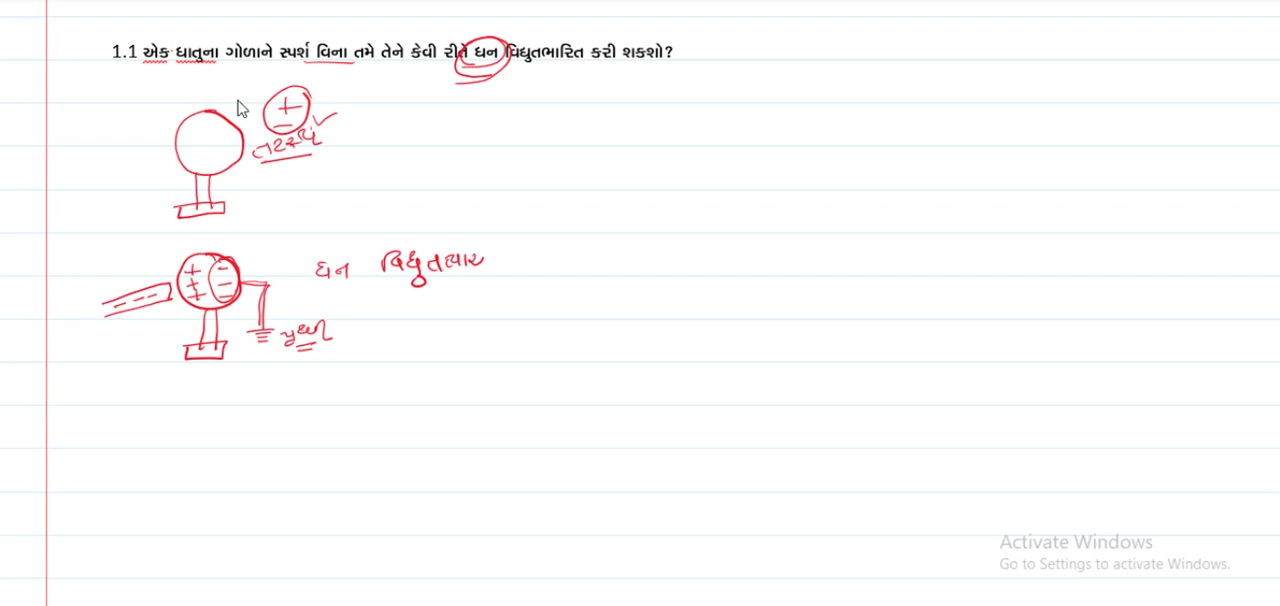 1.1 એક ધાતુના ગોળાને સ્પર્શ વિના તમે તેને કેવી રીતે ધન વિદ્યુતભારિત કરી શકશો?
+
−
તટસ્થ
+ −
+ −
+ −
− − −
ધન વિદ્યુતભાર
પૃથ્વી
Activate Windows
Go to Settings to activate Windows.